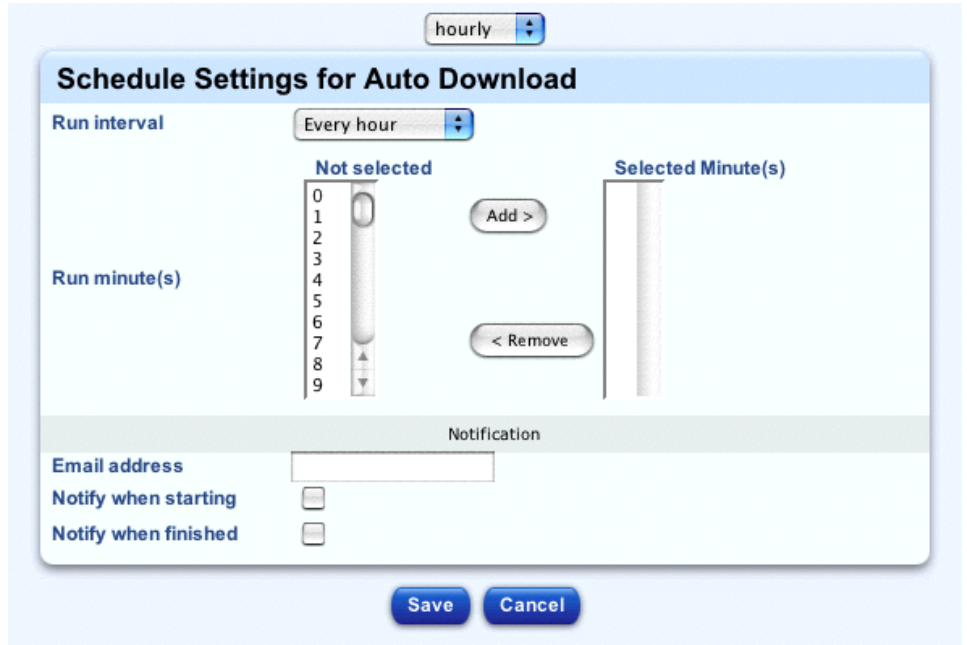 hourly
Schedule Settings for Auto Download
Run interval Every hour
Not selected Selected Minute(s)
0
1
2
3
4
5
6
7
8
9
Add >
Run minute(s)
< Remove
Notification
Email address
Notify when starting
Notify when finished
Save Cancel